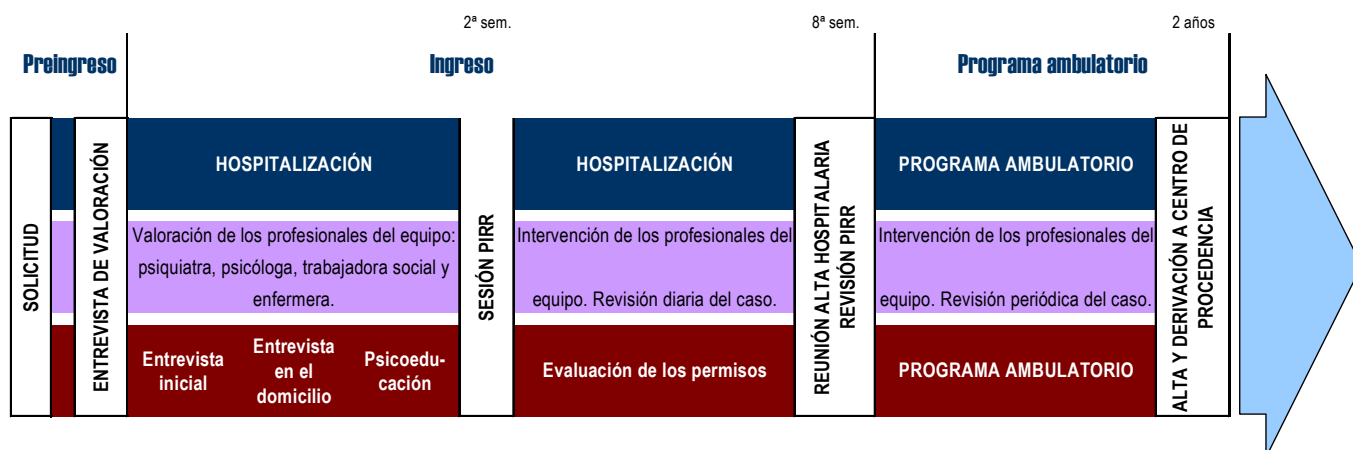 2ª sem.
8ª sem.
2 años
Preingreso
Ingreso
Programa ambulatorio
SOLICITUD
ENTREVISTA DE VALORACIÓN
HOSPITALIZACIÓN
Valoración de los profesionales del equipo:
psiquiatra, psicóloga, trabajadora social y
enfermera.
Entrevista
inicial
Entrevista
en el
domicilio
Psicoedu-
cación
SESIÓN PIRR
HOSPITALIZACIÓN
Intervención de los profesionales del
equipo. Revisión diaria del caso.
Evaluación de los permisos
REUNIÓN ALTA HOSPITALARIA
REVISIÓN PIRR
PROGRAMA AMBULATORIO
Intervención de los profesionales del
equipo. Revisión periódica del caso.
PROGRAMA AMBULATORIO
ALTA Y DERIVACIÓN A CENTRO DE
PROCEDENCIA